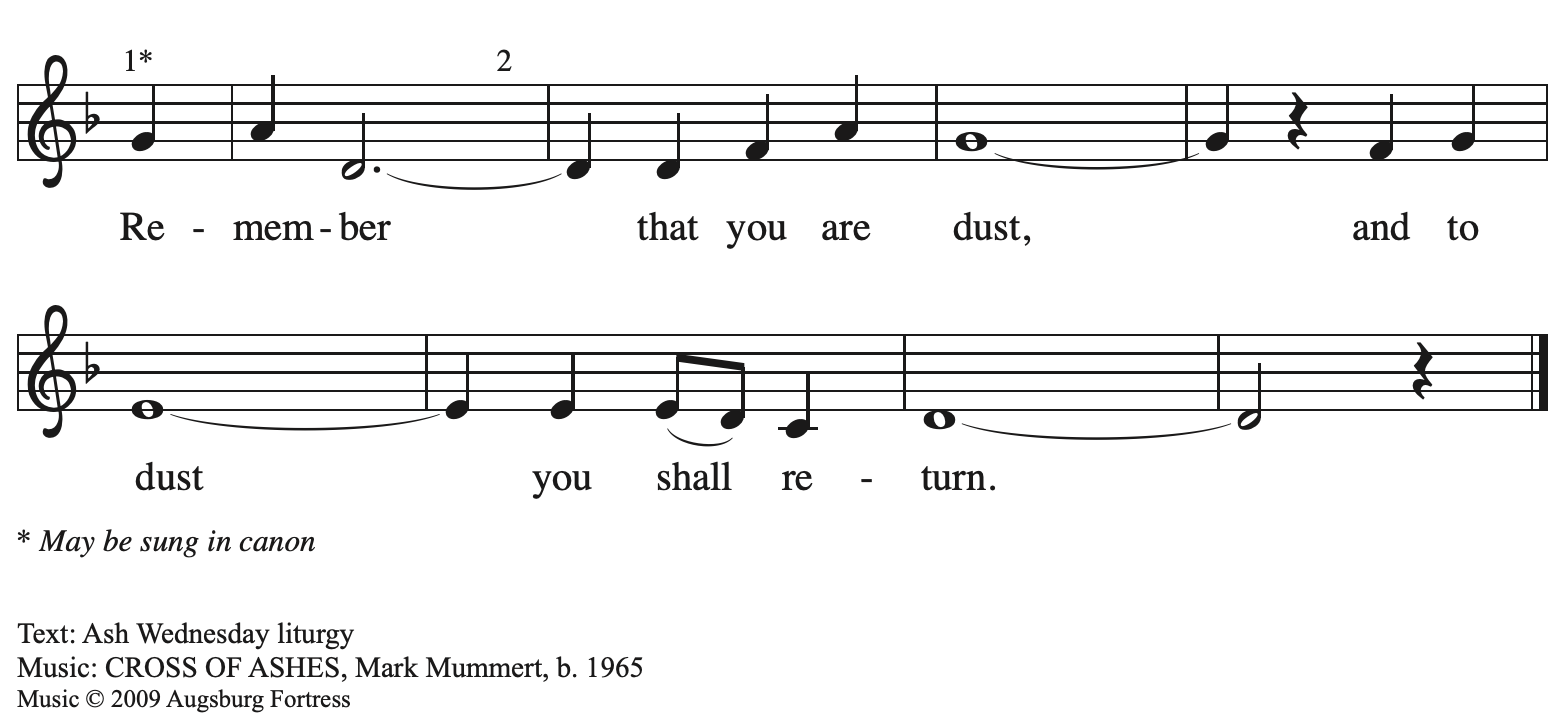 1* 2
Re - mem - ber that you are dust, and to
dust you shall re - turn.
* May be sung in canon
Text: Ash Wednesday liturgy
Music: CROSS OF ASHES, Mark Mummert, b. 1965
Music © 2009 Augsburg Fortress